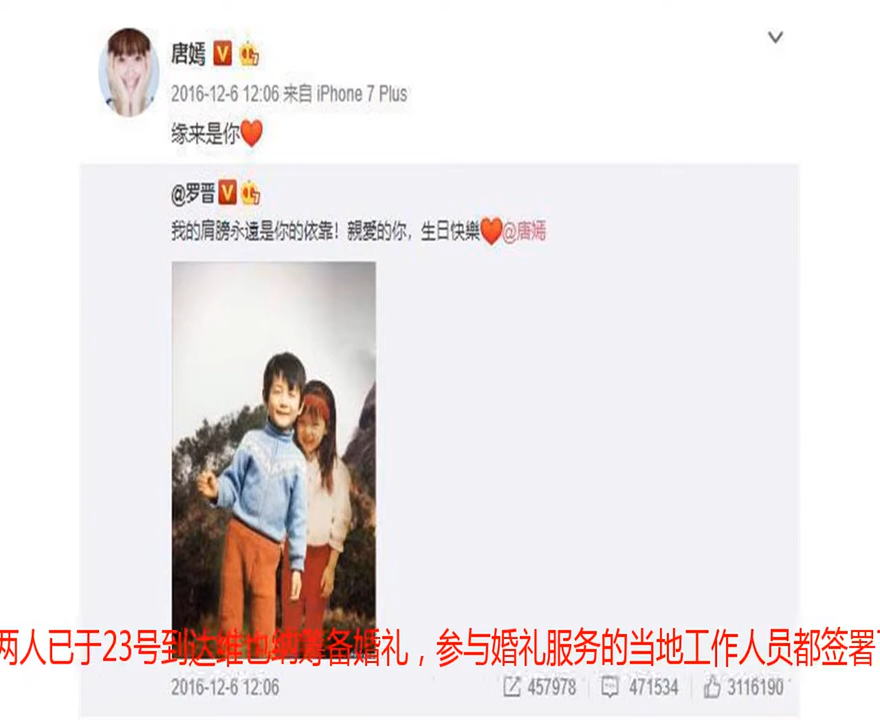 唐嫣
2016-12-6 12:06 来自 iPhone 7 Plus
缘来是你❤
@罗晋
我的肩膀永遠是你的依靠！親愛的你，生日快樂❤@唐嫣
两人已于23号到达维也纳筹备婚礼，参与婚礼服务的当地工作人员都签署
2016-12-6 12:06
457978 471534 3116190